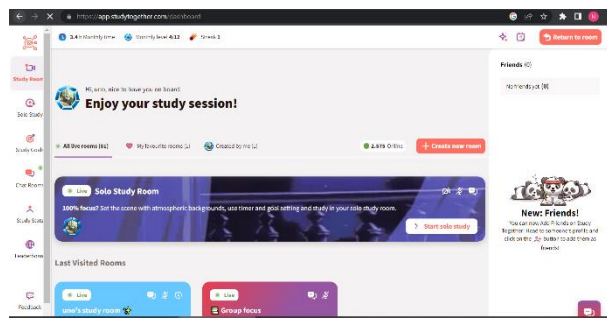 https://app.studytogether.com/dashboard
3.4 h Monthly time
Monthly level 4/12
Streak 1
Return to room
Study Room
Solo Study
Study Goals
Chat Rooms
Study Stats
Leaderboard
Feedback
Hi, uno, nice to have you on board
Enjoy your study session!
All live rooms (61)
My favourite rooms (1)
Created by me (1)
Online
+ Create new room
Live
Solo Study Room
100% focus? Set the scene with atmospheric backgrounds, use timer and goal setting and study in your solo study room.
Start solo study
Last Visited Rooms
Live
uno's study room
Live
Group focus
Friends (0)
No friends yet (0)
New: Friends!
You can now Add Friends on Study
Together. Head to someone's profile and
click on the
button to add them as
friends!